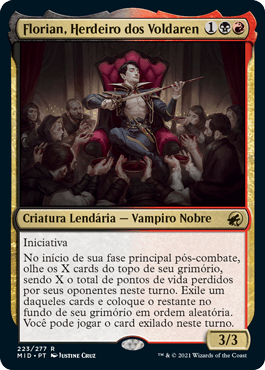 Florian, Herdeiro dos Voldaren 1
Criatura Lendária — Vampiro Nobre
Iniciativa
No início de sua fase principal pós-combate,
olhe os X cards do topo de seu grimório,
sendo X o total de pontos de vida perdidos
por seus oponentes neste turno. Exile um
daqueles cards e coloque o restante no
fundo de seu grimório em ordem aleatória.
Você pode jogar o card exilado neste turno.
3/3
223/277 R
MID • PT JUSTINE CRUZ
™ & © 2021 Wizards of the Coast